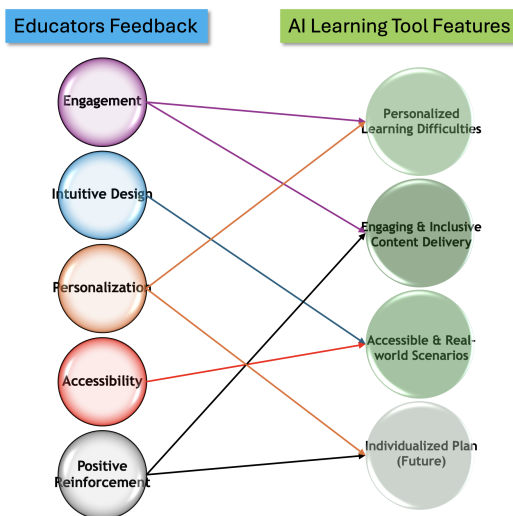 Educators Feedback
AI Learning Tool Features
Engagement
Intuitive Design
Personalization
Accessibility
Positive
Reinforcement
Personalized
Learning Difficulties
Engaging & Inclusive
Content Delivery
Accessible & Real-
world Scenarios
Individualized Plan
(Future)